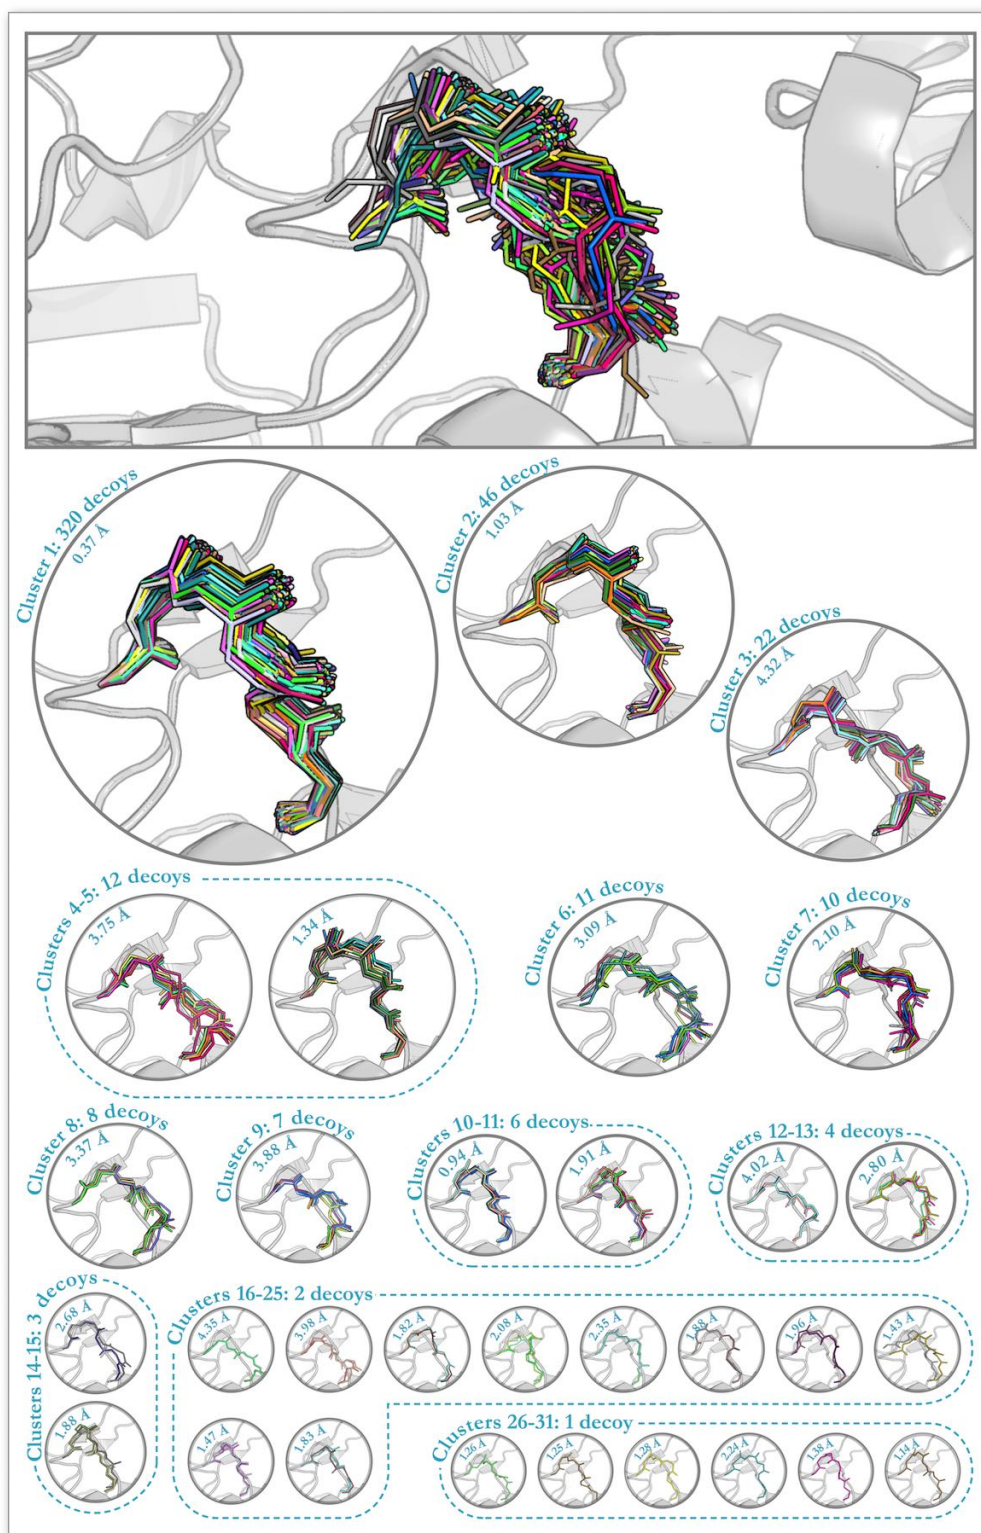 Cluster 1: 320 decoys
0.37 Å
Cluster 2: 46 decoys
1.03 Å
Cluster 3: 22 decoys
4.32 Å
Clusters 4-5: 12 decoys
3.75 Å
1.34 Å
Cluster 6: 11 decoys
3.09 Å
Cluster 7: 10 decoys
2.10 Å
Cluster 8: 8 decoys
3.37 Å
Cluster 9: 7 decoys
3.88 Å
Clusters 10-11: 6 decoys
0.94 Å
1.91 Å
Clusters 12-13: 4 decoys
4.02 Å
2.80 Å
Clusters 14-15: 3 decoys
2.68 Å
1.88 Å
Clusters 16-25: 2 decoys
4.35 Å
3.98 Å
1.82 Å
2.08 Å
2.35 Å
1.88 Å
1.96 Å
1.43 Å
1.47 Å
1.83 Å
Clusters 26-31: 1 decoy
1.26 Å
1.25 Å
1.28 Å
2.24 Å
1.38 Å
1.14 Å